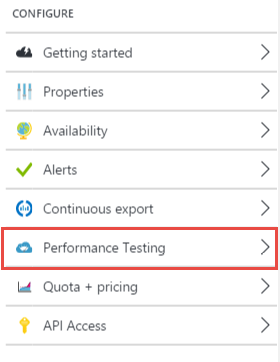 CONFIGURE
Getting started
Properties
Availability
Alerts
Continuous export
Performance Testing
Quota + pricing
API Access